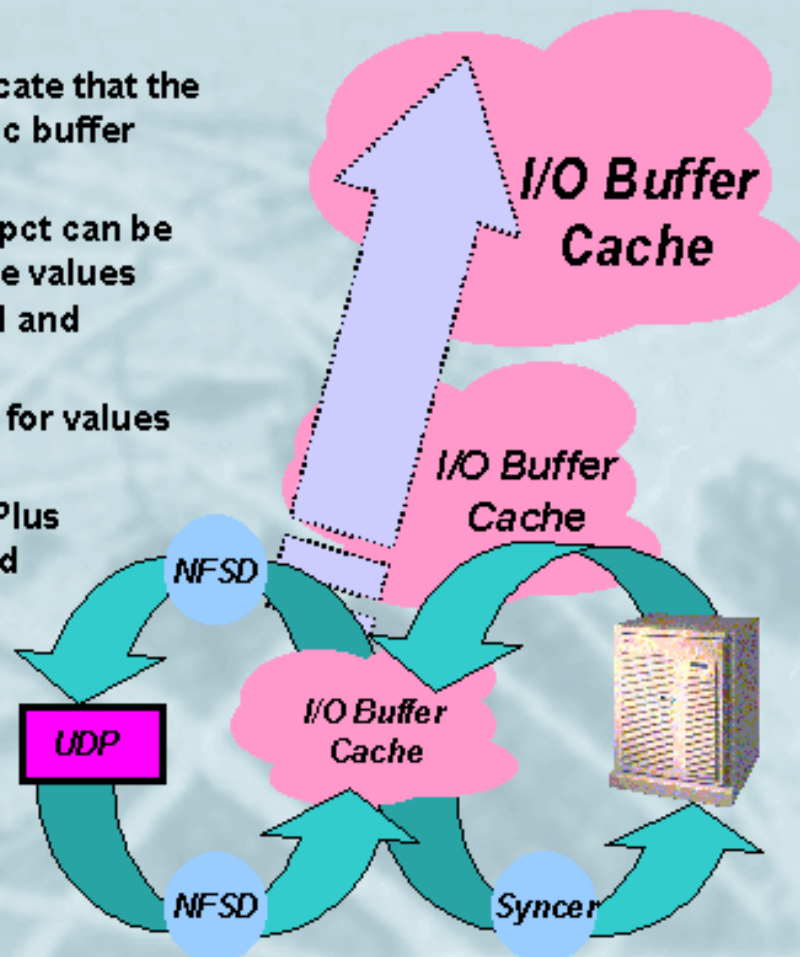 cate that the
c buffer
pct can be
e values
and
for values
Plus
d
I/O Buffer
Cache
I/O Buffer
Cache
NFSD
I/O Buffer
Cache
UDP
NFSD
Syncer